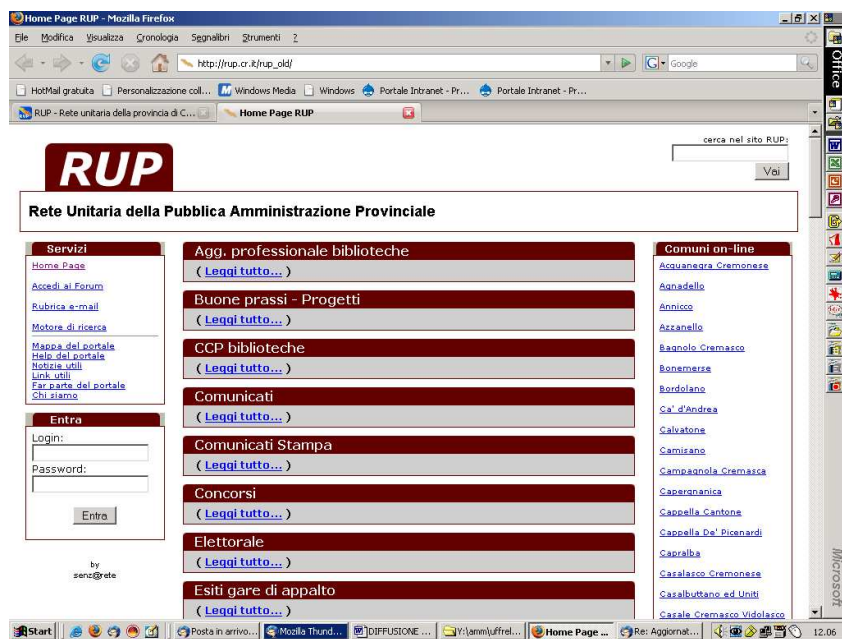 Home Page RUP - Mozilla Firefox
File Modifica Visualizza Cronologia Segnalibri Strumenti ?
http://rup.cr.it/rup_old/
Google
HotMail gratuita Personalizzazione coll... Windows Media Windows Portale Intranet - Pr... Portale Intranet - Pr...
RUP - Rete unitaria della provincia di C... Home Page RUP
cerca nel sito RUP:
Vai
RUP
Rete Unitaria della Pubblica Amministrazione Provinciale
Servizi
Home Page
Accedi ai Forum
Rubrica e-mail
Motore di ricerca
Mappa del portale
Help del portale
Notizie utili
Link utili
Far parte del portale
Chi siamo
Entra
Login:
Password:
Entra
by
senz@rete
Agg. professionale biblioteche
( Leggi tutto... )
Buone prassi - Progetti
( Leggi tutto... )
CCP biblioteche
( Leggi tutto... )
Comunicati
( Leggi tutto... )
Comunicati Stampa
( Leggi tutto... )
Concorsi
( Leggi tutto... )
Elettorale
( Leggi tutto... )
Esiti gare di appalto
( Leggi tutto... )
Comuni on-line
Acquanegra Cremonese
Agnadello
Annicco
Azzanello
Bagnolo Cremasco
Bonemerse
Bordolano
Ca' d'Andrea
Calvatone
Camisano
Campagnola Cremasca
Capergnanica
Cappella Cantone
Cappella De' Picenardi
Capralba
Casalasco Cremonese
Casalbuttano ed Uniti
Casale Cremasco Vidolasco
Office
Microsoft
Start Posta in arrivo... Mozilla Thund... DIFFUSIONE ... Y:\amm\uffrel... Home Page ... Re: Aggiornat... 12.06